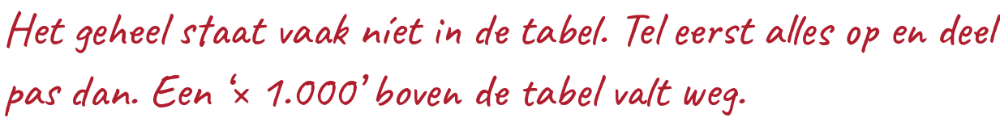 Het geheel staat vaak niet in de tabel. Tel eerst alles op en deel
pas dan. Een ‘× 1.000’ boven de tabel valt weg.